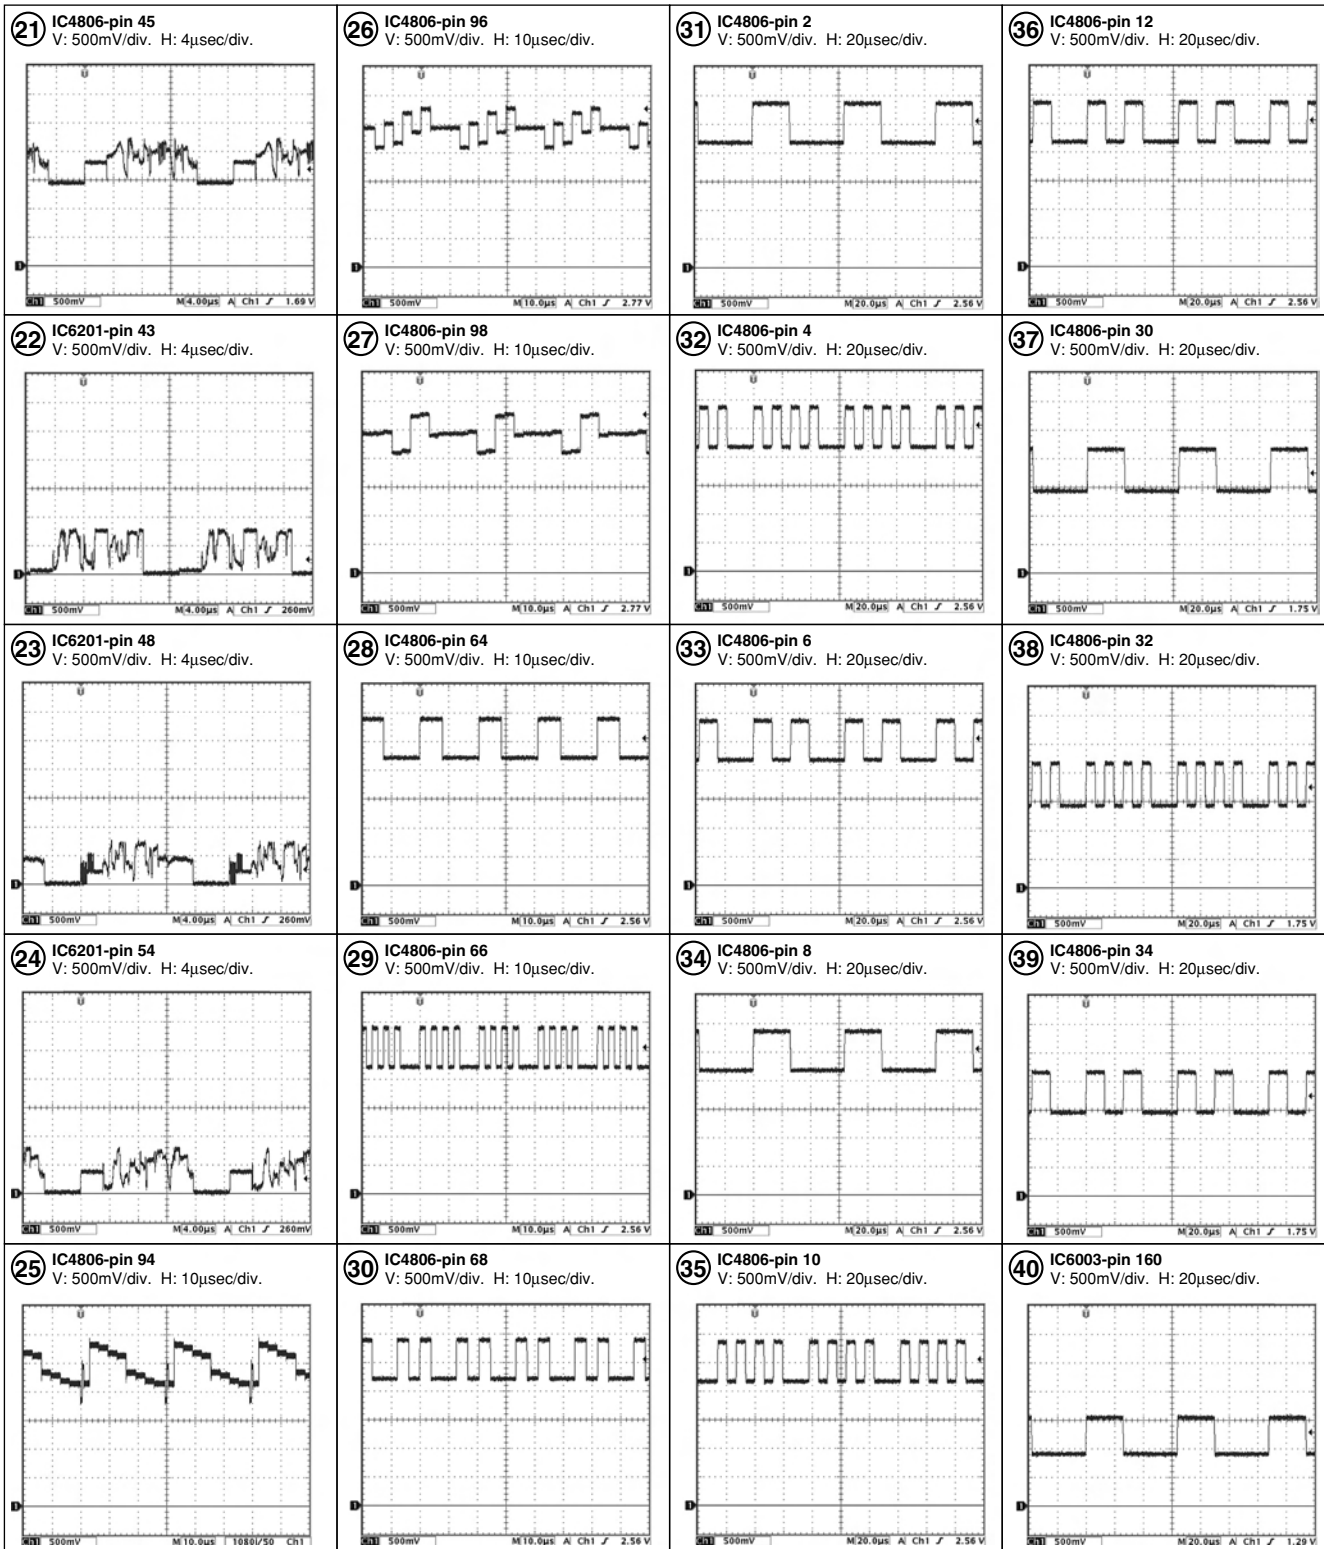 21 IC4806-pin 45
V: 500mV/div. H: 4μsec/div.
Ch1 500mV M 4.00μs A Ch1 1.69 V
26 IC4806-pin 96
V: 500mV/div. H: 10μsec/div.
Ch1 500mV M 10.0μs A Ch1 2.77 V
31 IC4806-pin 2
V: 500mV/div. H: 20μsec/div.
Ch1 500mV M 20.0μs A Ch1 2.56 V
36 IC4806-pin 12
V: 500mV/div. H: 20μsec/div.
Ch1 500mV M 20.0μs A Ch1 2.56 V
22 IC6201-pin 43
V: 500mV/div. H: 4μsec/div.
Ch1 500mV M 4.00μs A Ch1 260mV
27 IC4806-pin 98
V: 500mV/div. H: 10μsec/div.
Ch1 500mV M 10.0μs A Ch1 2.77 V
32 IC4806-pin 4
V: 500mV/div. H: 20μsec/div.
Ch1 500mV M 20.0μs A Ch1 2.56 V
37 IC4806-pin 30
V: 500mV/div. H: 20μsec/div.
Ch1 500mV M 20.0μs A Ch1 1.75 V
23 IC6201-pin 48
V: 500mV/div. H: 4μsec/div.
Ch1 500mV M 4.00μs A Ch1 260mV
28 IC4806-pin 64
V: 500mV/div. H: 10μsec/div.
Ch1 500mV M 10.0μs A Ch1 2.56 V
33 IC4806-pin 6
V: 500mV/div. H: 20μsec/div.
Ch1 500mV M 20.0μs A Ch1 2.56 V
38 IC4806-pin 32
V: 500mV/div. H: 20μsec/div.
Ch1 500mV M 20.0μs A Ch1 1.75 V
24 IC6201-pin 54
V: 500mV/div. H: 4μsec/div.
Ch1 500mV M 4.00μs A Ch1 260mV
29 IC4806-pin 66
V: 500mV/div. H: 10μsec/div.
Ch1 500mV M 10.0μs A Ch1 2.56 V
34 IC4806-pin 8
V: 500mV/div. H: 20μsec/div.
Ch1 500mV M 20.0μs A Ch1 2.56 V
39 IC4806-pin 34
V: 500mV/div. H: 20μsec/div.
Ch1 500mV M 20.0μs A Ch1 1.75 V
25 IC4806-pin 94
V: 500mV/div. H: 10μsec/div.
Ch1 500mV M 10.0μs 1080i/50 Ch1
30 IC4806-pin 68
V: 500mV/div. H: 10μsec/div.
Ch1 500mV M 10.0μs A Ch1 2.56 V
35 IC4806-pin 10
V: 500mV/div. H: 20μsec/div.
Ch1 500mV M 20.0μs A Ch1 2.56 V
40 IC6003-pin 160
V: 500mV/div. H: 20μsec/div.
Ch1 500mV M 20.0μs A Ch1 1.29 V